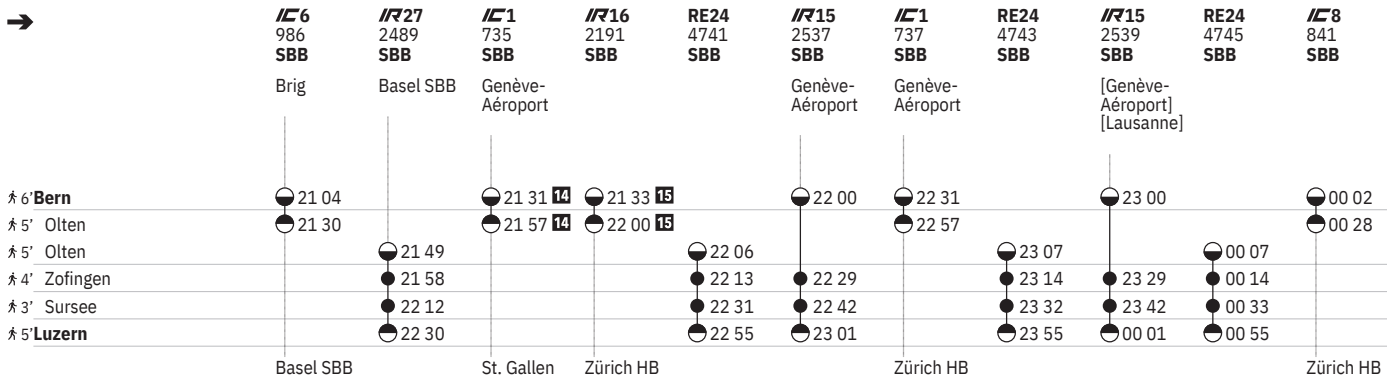 IC6 IR27 IC1 IR16 RE24 IR15 IC1 RE24 IR15 RE24 IC8
986 2489 735 2191 4741 2537 737 4743 2539 4745 841
SBB SBB SBB SBB SBB SBB SBB SBB SBB SBB SBB
Brig Basel SBB Genève- Genève- Genève- [Genève-
Aéroport Aéroport Aéroport Aéroport]
[Lausanne]
6' Bern 21 04 21 31 14 21 33 15 22 00 22 31 23 00 00 02
5' Olten 21 30 21 57 14 22 00 15 22 57 00 28
5' Olten 21 49 22 06 23 07 00 07
4' Zofingen 21 58 22 13 22 29 23 14 23 29 00 14
3' Sursee 22 12 22 31 22 42 23 32 23 42 00 33
5' Luzern 22 30 22 55 23 01 23 55 00 01 00 55
Basel SBB St. Gallen Zürich HB Zürich HB Zürich HB